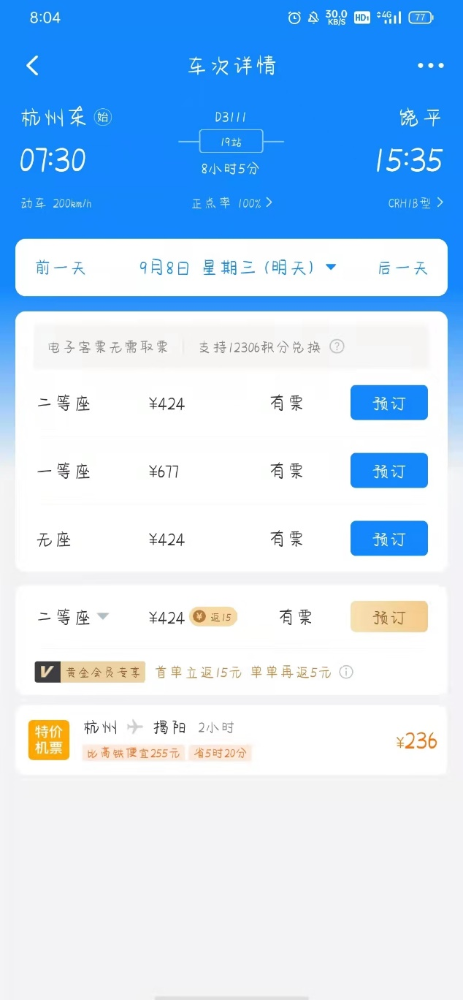 8:04 30.0 KB/S HD1 4G 77
车次详情
杭州东 始 D3111 饶平
07:30 19站 15:35
8小时5分
动车 200km/h 正点率 100% CRH1B型
前一天 9月8日 星期三 (明天) 后一天
电子客票无需取票 支持12306积分兑换 ?
二等座 ¥424 有票 预订
一等座 ¥677 有票 预订
无座 ¥424 有票 预订
二等座 ¥424 ¥ 返15 有票 预订
V 黄金会员专享 首单立返15元 单单再返5元
特价机票 杭州 揭阳 2小时 ¥236
比高铁便宜255元 省5时20分